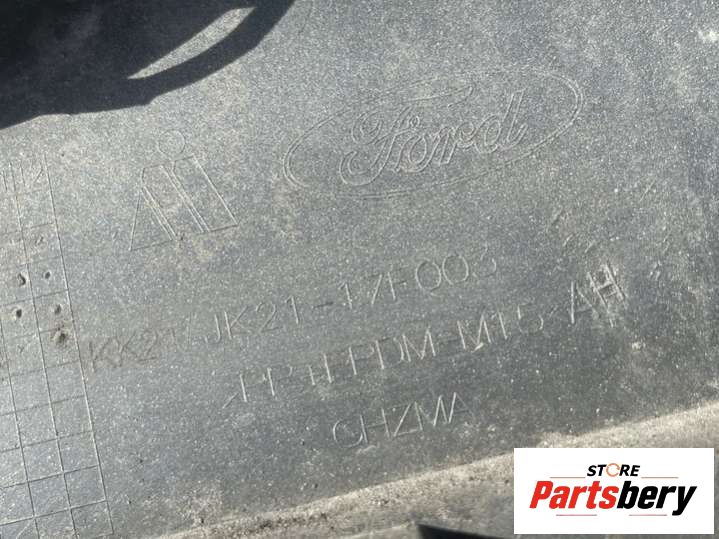 Ford
KK21/JK21-17F003
>PP+EPDM-M15<AH
CHZMA
STORE
Partsbery